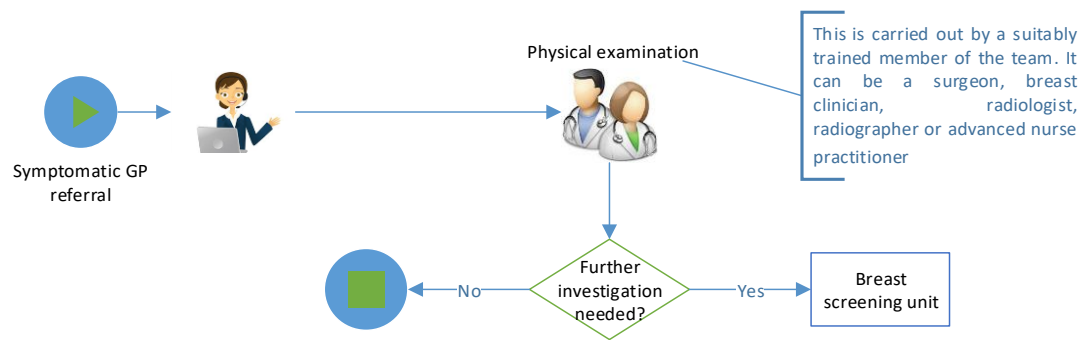 Physical examination
This is carried out by a suitably
trained member of the team. It
can be a surgeon, breast
clinician, radiologist,
radiographer or advanced nurse
practitioner
Symptomatic GP
referral
Further
investigation
needed?
No
Yes
Breast
screening unit